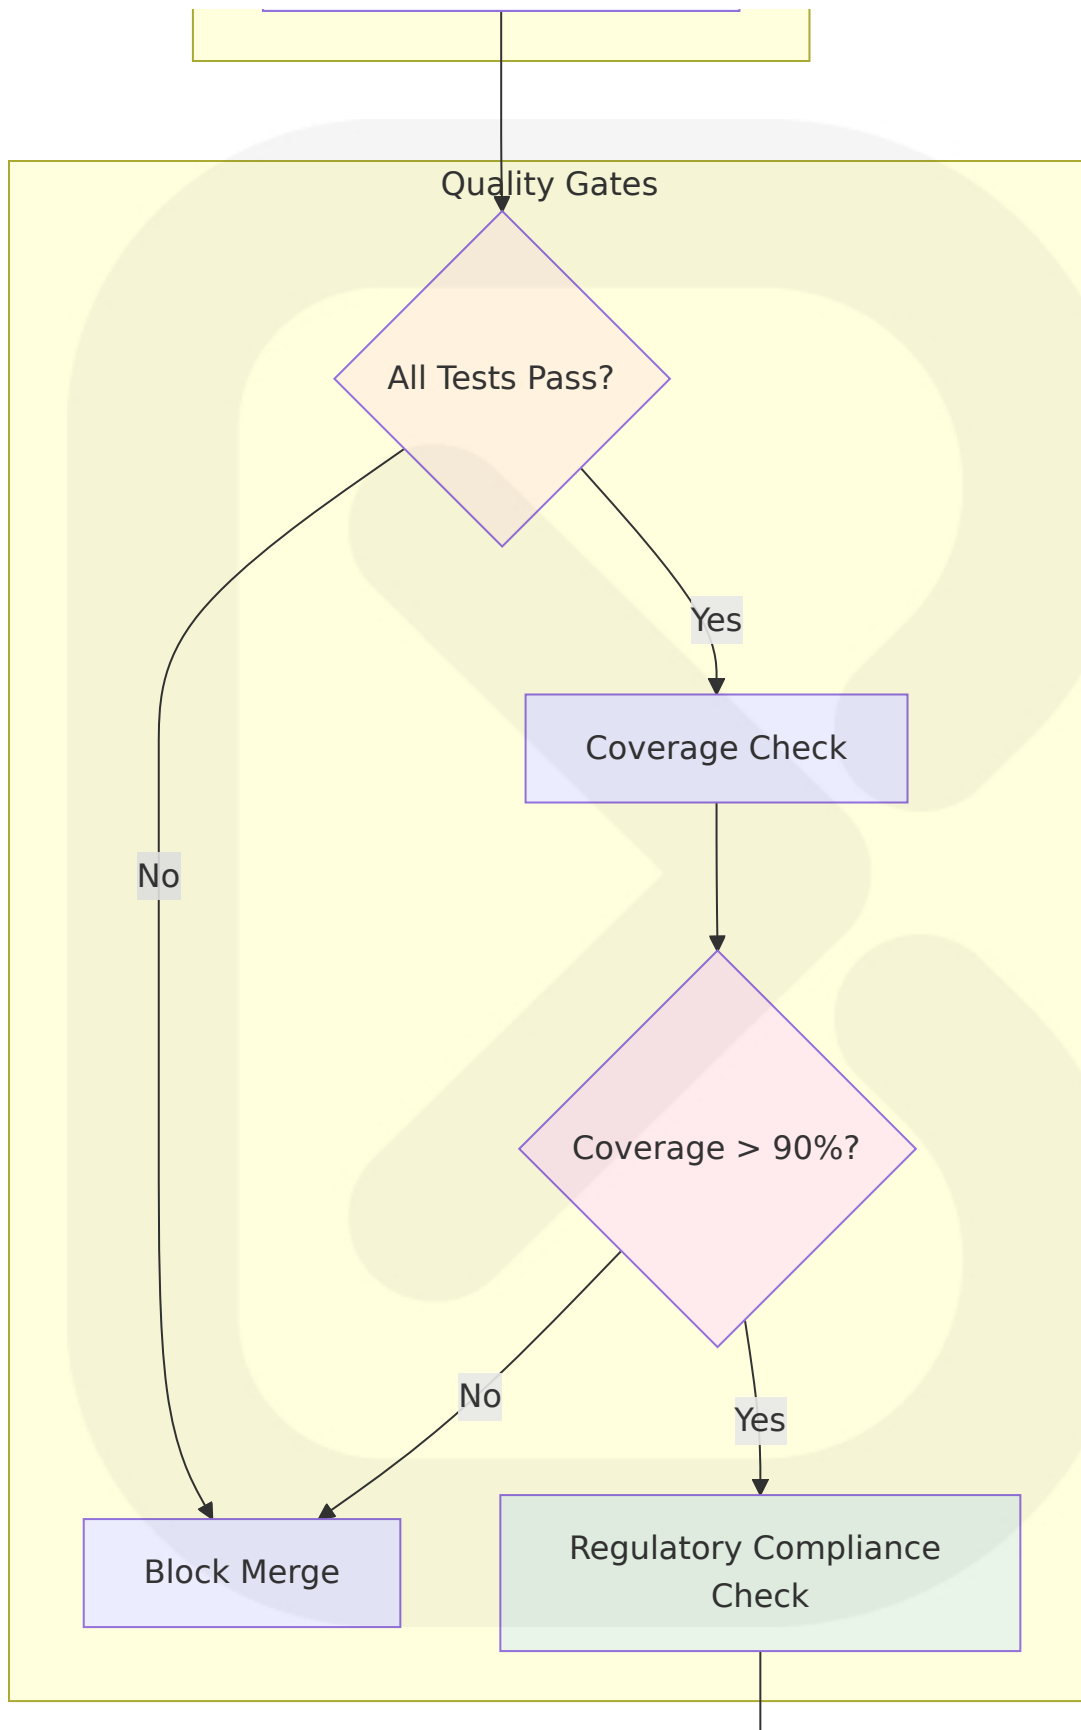 Quality Gates
All Tests Pass?
Yes
Coverage Check
No
Coverage > 90%?
No
Yes
Regulatory Compliance
Check
Block Merge